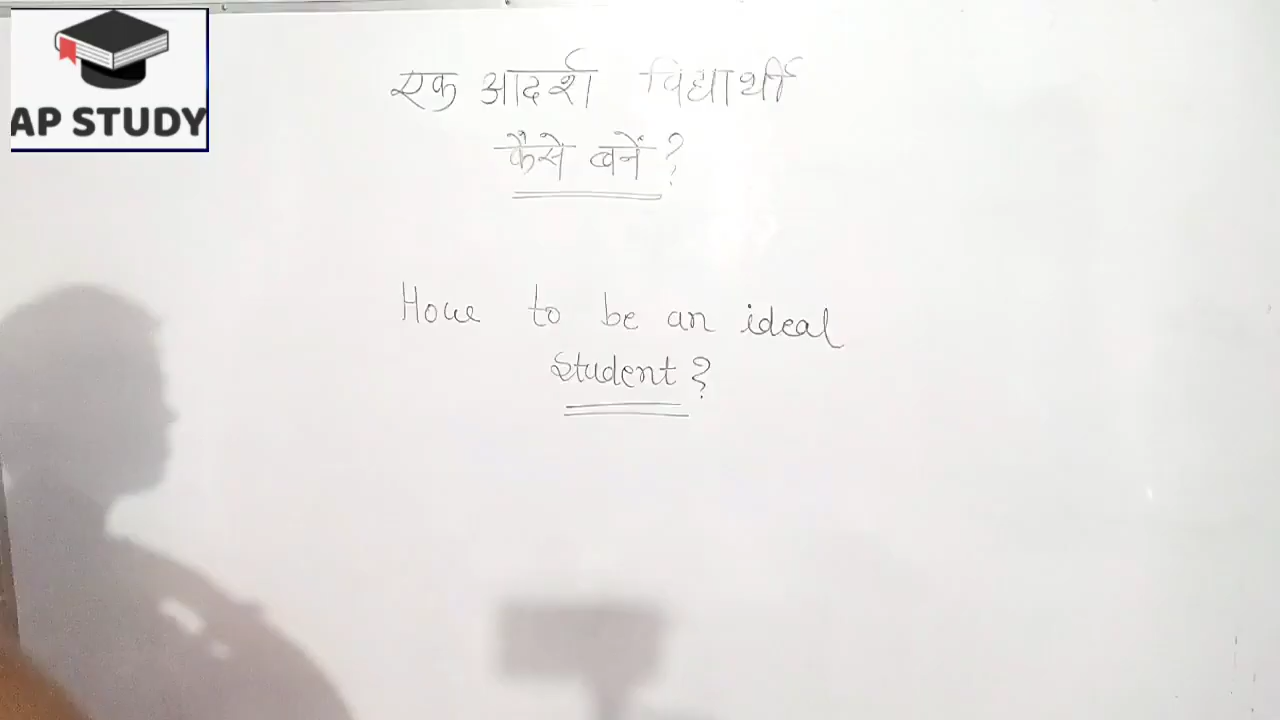 AP STUDY
एक आदर्श विद्यार्थी
कैसे बनें ?
How to be an ideal
student ?